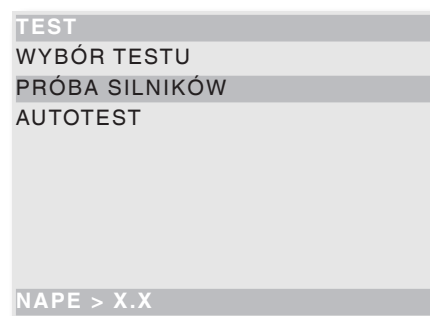 TEST
WYBÓR TESTU
PRÓBA SILNIKÓW
AUTOTEST
NAPE > X.X